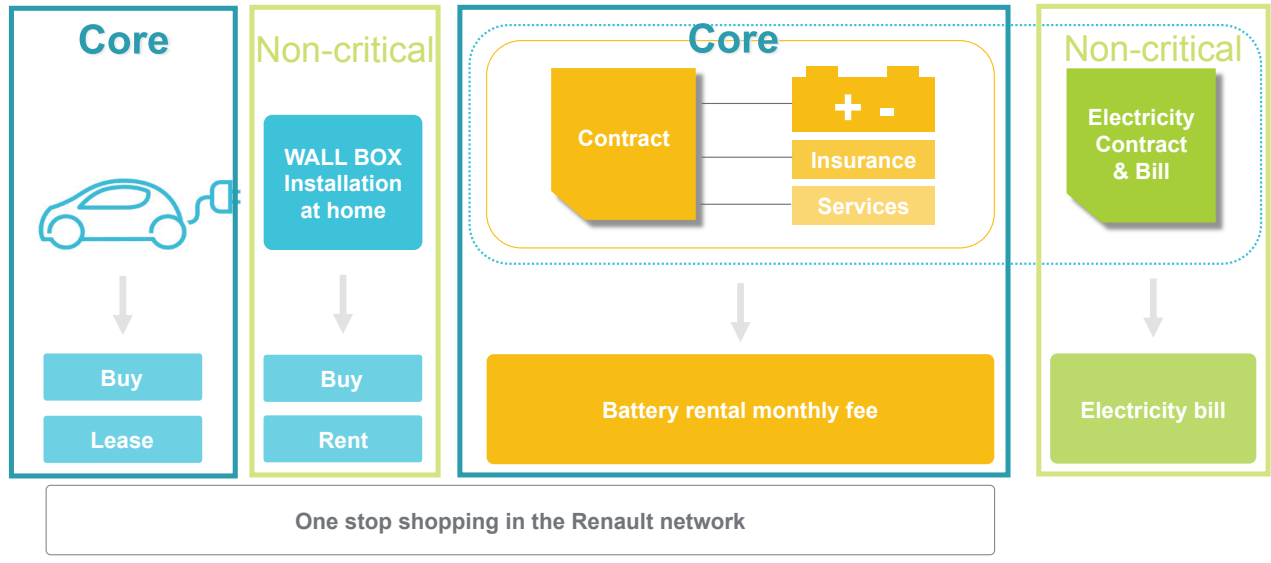 Core
Non-critical
Core
Non-critical
WALL BOX
Installation
at home
Contract
+ -
Insurance
Services
Electricity
Contract
& Bill
Buy
Lease
Buy
Rent
Battery rental monthly fee
Electricity bill
One stop shopping in the Renault network